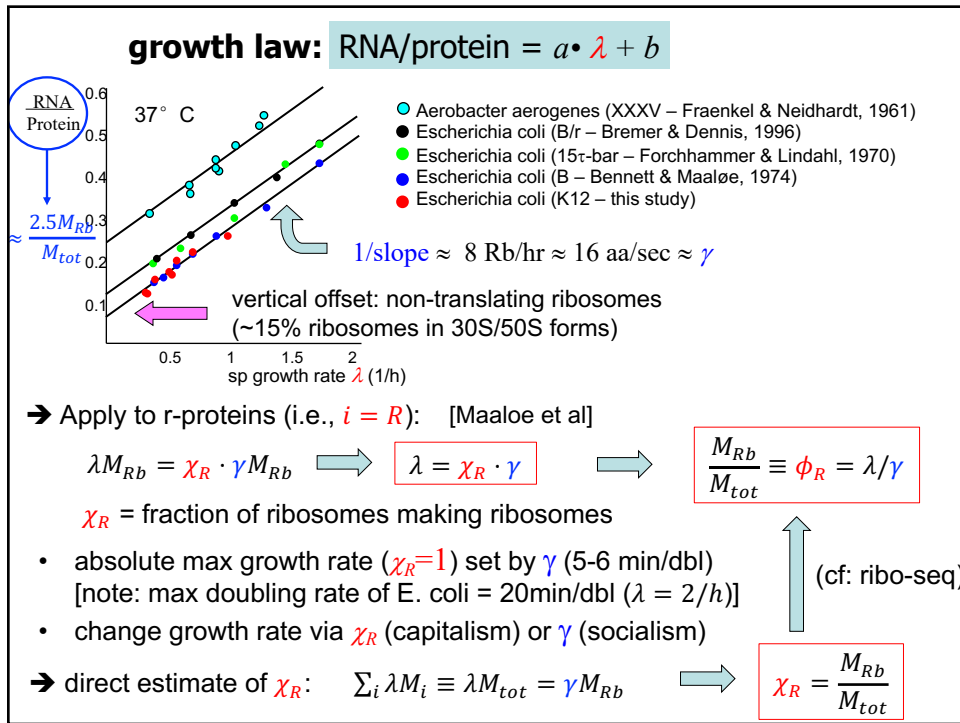 growth law: RNA/protein = a• λ + b
RNA
Protein
≈ 2.5M_Rb / M_tot
0.6
0.5
0.4
0.3
0.2
0.1
37° C
0.5 1 1.5 2
sp growth rate λ (1/h)
Aerobacter aerogenes (XXXV – Fraenkel & Neidhardt, 1961)
Escherichia coli (B/r – Bremer & Dennis, 1996)
Escherichia coli (15τ-bar – Forchhammer & Lindahl, 1970)
Escherichia coli (B – Bennett & Maaløe, 1974)
Escherichia coli (K12 – this study)
1/slope ≈ 8 Rb/hr ≈ 16 aa/sec ≈ γ
vertical offset: non-translating ribosomes
(~15% ribosomes in 30S/50S forms)
➔ Apply to r-proteins (i.e., i = R): [Maaloe et al]
λM_Rb = χ_R · γM_Rb
λ = χ_R · γ
M_Rb / M_tot ≡ ϕ_R = λ/γ
χ_R = fraction of ribosomes making ribosomes
• absolute max growth rate (χ_R=1) set by γ (5-6 min/dbl)
[note: max doubling rate of E. coli = 20min/dbl (λ = 2/h)]
(cf: ribo-seq)
• change growth rate via χ_R (capitalism) or γ (socialism)
➔ direct estimate of χ_R: ∑_i λM_i ≡ λM_tot = γM_Rb
χ_R = M_Rb / M_tot